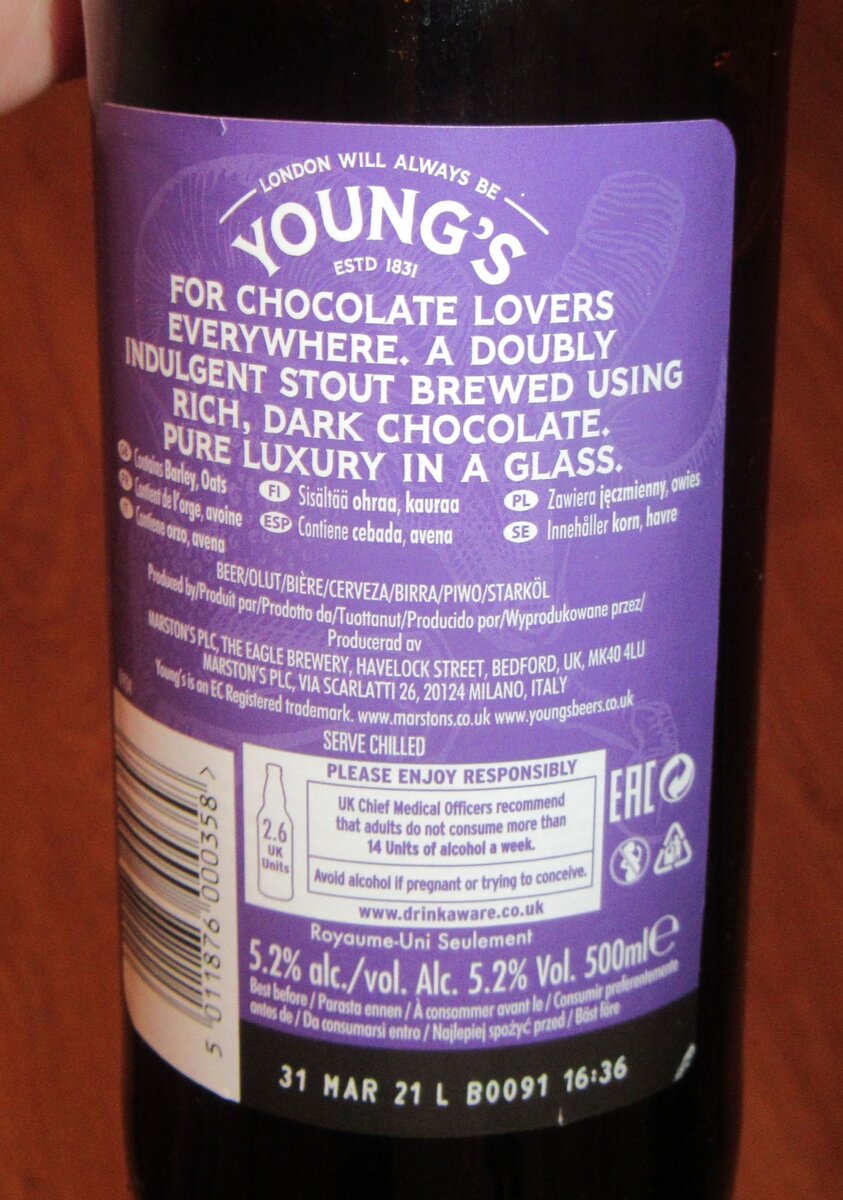 LONDON WILL ALWAYS BE
YOUNG'S
ESTD 1831
FOR CHOCOLATE LOVERS
EVERYWHERE. A DOUBLY
INDULGENT STOUT BREWED USING
RICH, DARK CHOCOLATE.
PURE LUXURY IN A GLASS.
Contains Barley, Oats
Contient de l'orge, avoine
Contiene orzo, avena
FI Sisältää ohraa, kauraa
ESP Contiene cebada, avena
PL Zawiera jęczmienny, owies
SE Innehåller korn, havre
BEER/OLUT/BIÈRE/CERVEZA/BIRRA/PIWO/STARKÖL
Produced by/Produit par/Prodotto da/Tuottanut/Producido por/Wyprodukowane przez/
Producerad av
MARSTON'S PLC, THE EAGLE BREWERY, HAVELOCK STREET, BEDFORD, UK, MK40 4LU
MARSTON'S PLC, VIA SCARLATTI 26, 20124 MILANO, ITALY
Young's is an EC Registered trademark. www.marstons.co.uk www.youngsbeers.co.uk
SERVE CHILLED
PLEASE ENJOY RESPONSIBLY
2.6
UK
Units
UK Chief Medical Officers recommend
that adults do not consume more than
14 Units of alcohol a week.
Avoid alcohol if pregnant or trying to conceive.
www.drinkaware.co.uk
EAC
Royaume-Uni Seulement
5.2% alc./vol. Alc. 5.2% Vol. 500ml e
Best before / Parasta ennen / À consommer avant le / Consumir preferentemente
antes de / Da consumarsi entro / Najlepiej spożyć przed / Bäst före
5 011876 000358 >
31 MAR 21 L B0091 16:36